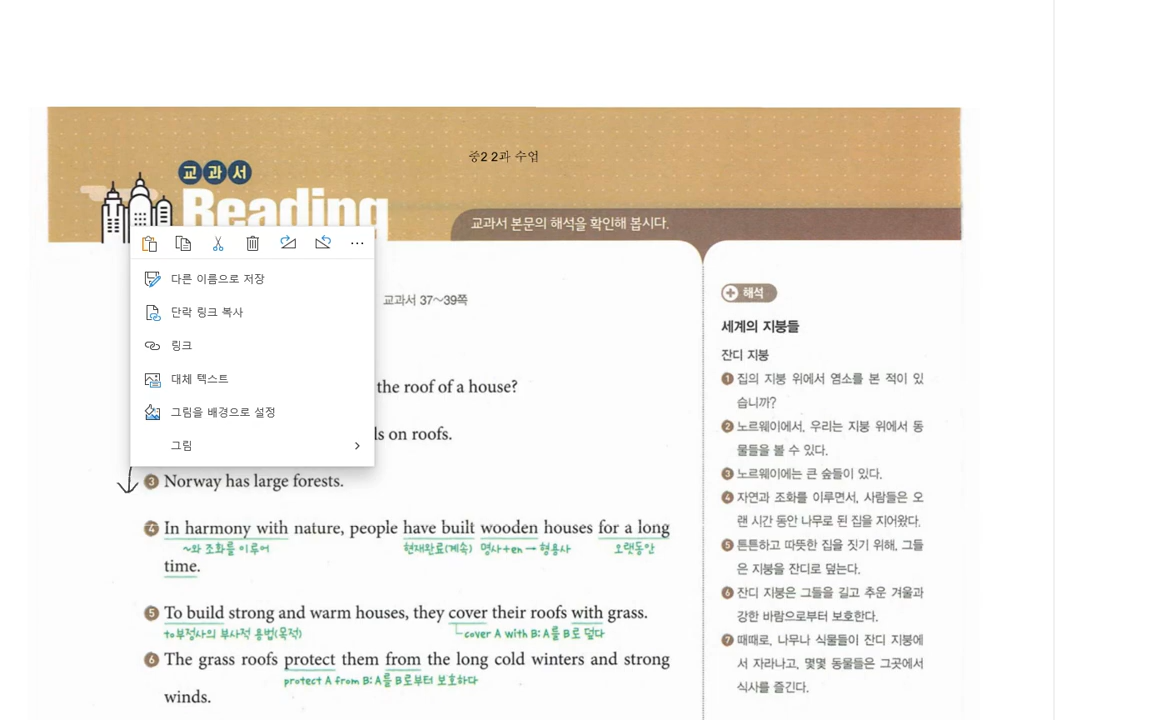 중2 2과 수업
교과서
Reading
교과서 본문의 해석을 확인해 봅시다.
다른 이름으로 저장
단락 링크 복사
링크
대체 텍스트
그림을 배경으로 설정
그림
교과서 37~39쪽
the roof of a house?
ls on roofs.
3 Norway has large forests.
4 In harmony with nature, people have built wooden houses for a long
~와 조화를 이루어 현재완료(계속) 명사+en → 형용사 오랫동안
time.
5 To build strong and warm houses, they cover their roofs with grass.
to부정사의 부사적 용법(목적) cover A with B: A를 B로 덮다
6 The grass roofs protect them from the long cold winters and strong
protect A from B: A를 B로부터 보호하다
winds.
해석
세계의 지붕들
잔디 지붕
1 집의 지붕 위에서 염소를 본 적이 있
습니까?
2 노르웨이에서, 우리는 지붕 위에서 동
물들을 볼 수 있다.
3 노르웨이에는 큰 숲들이 있다.
4 자연과 조화를 이루면서, 사람들은 오
랜 시간 동안 나무로 된 집을 지어왔다.
5 튼튼하고 따뜻한 집을 짓기 위해, 그들
은 지붕을 잔디로 덮는다.
6 잔디 지붕은 그들을 길고 추운 겨울과
강한 바람으로부터 보호한다.
7 때때로, 나무나 식물들이 잔디 지붕에
서 자라나고, 몇몇 동물들은 그곳에서
식사를 즐긴다.